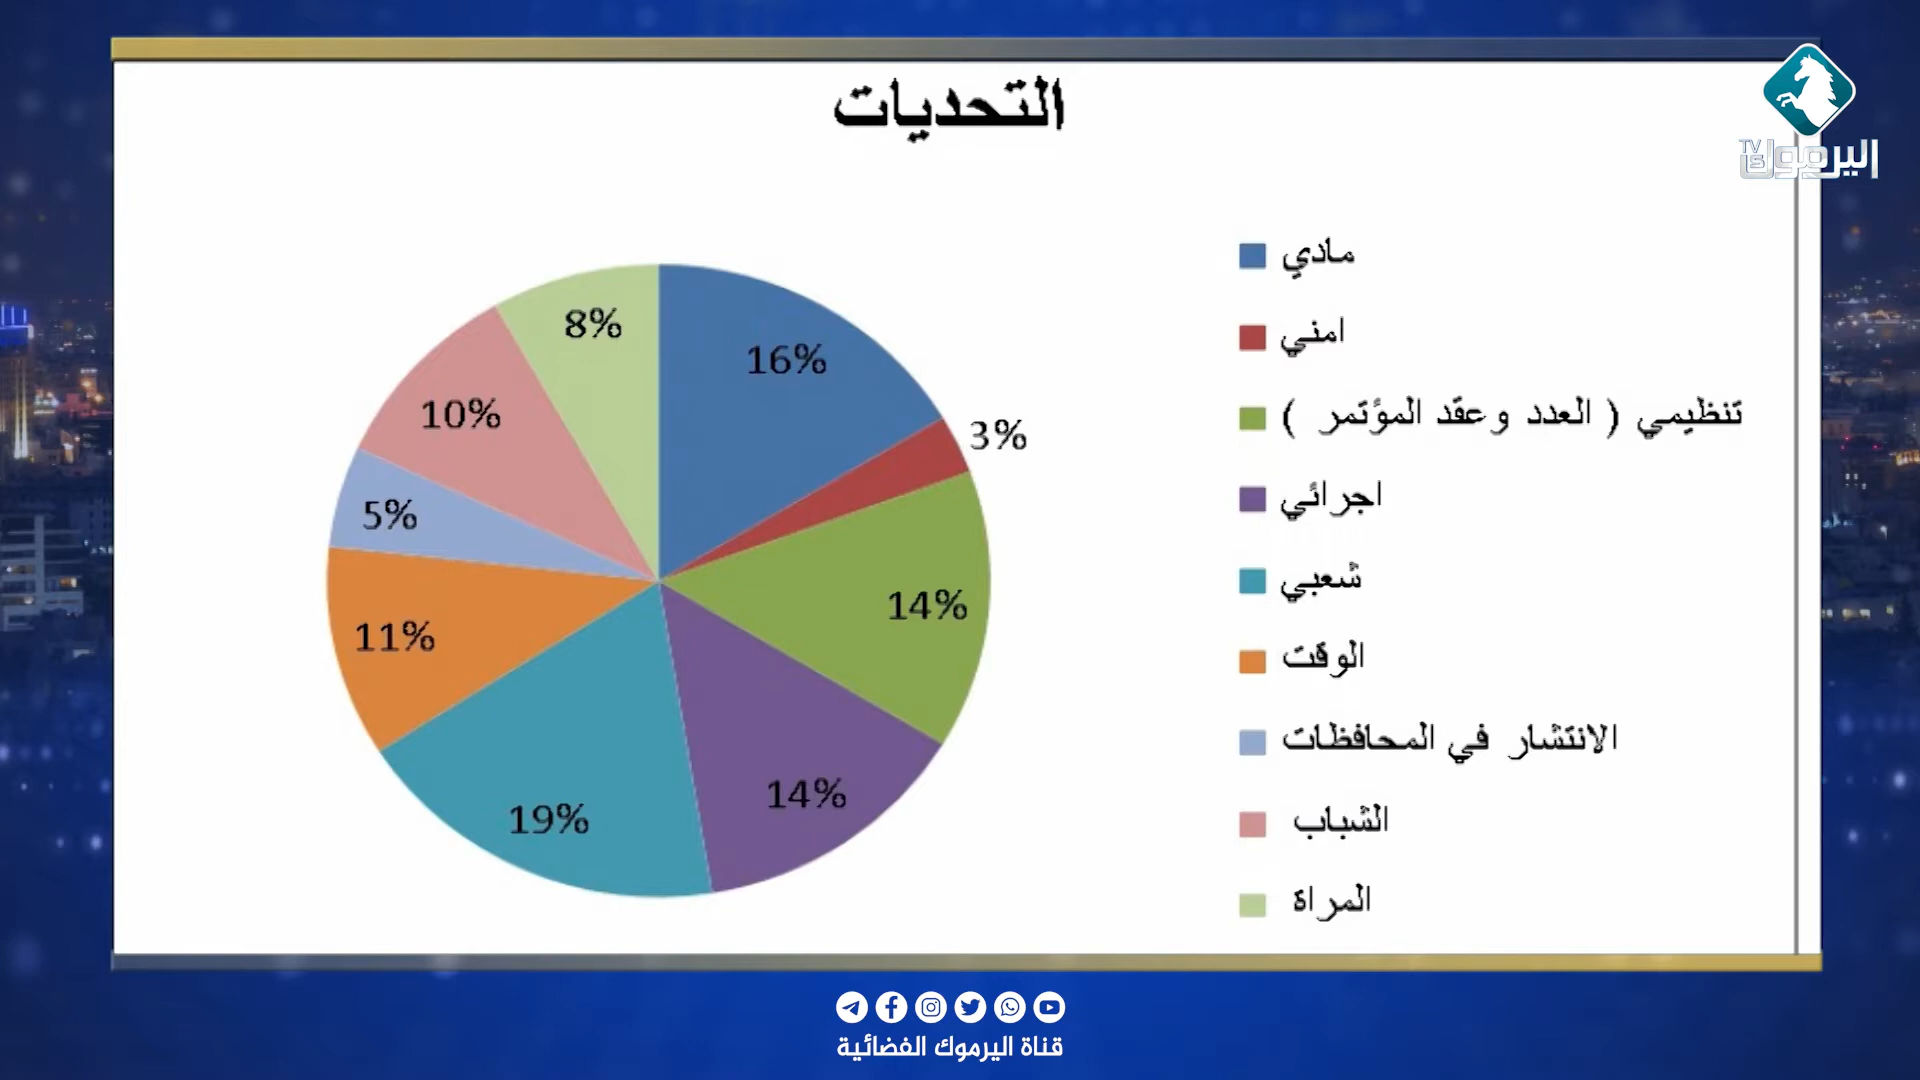 التحديات
اليرموك
TV
8%
16%
10%
3%
5%
14%
11%
14%
19%
مادي
امني
تنظيمي ( العدد وعقد المؤتمر )
اجرائي
شعبي
الوقت
الانتشار في المحافظات
الشباب
المراة
قناة اليرموك الفضائية